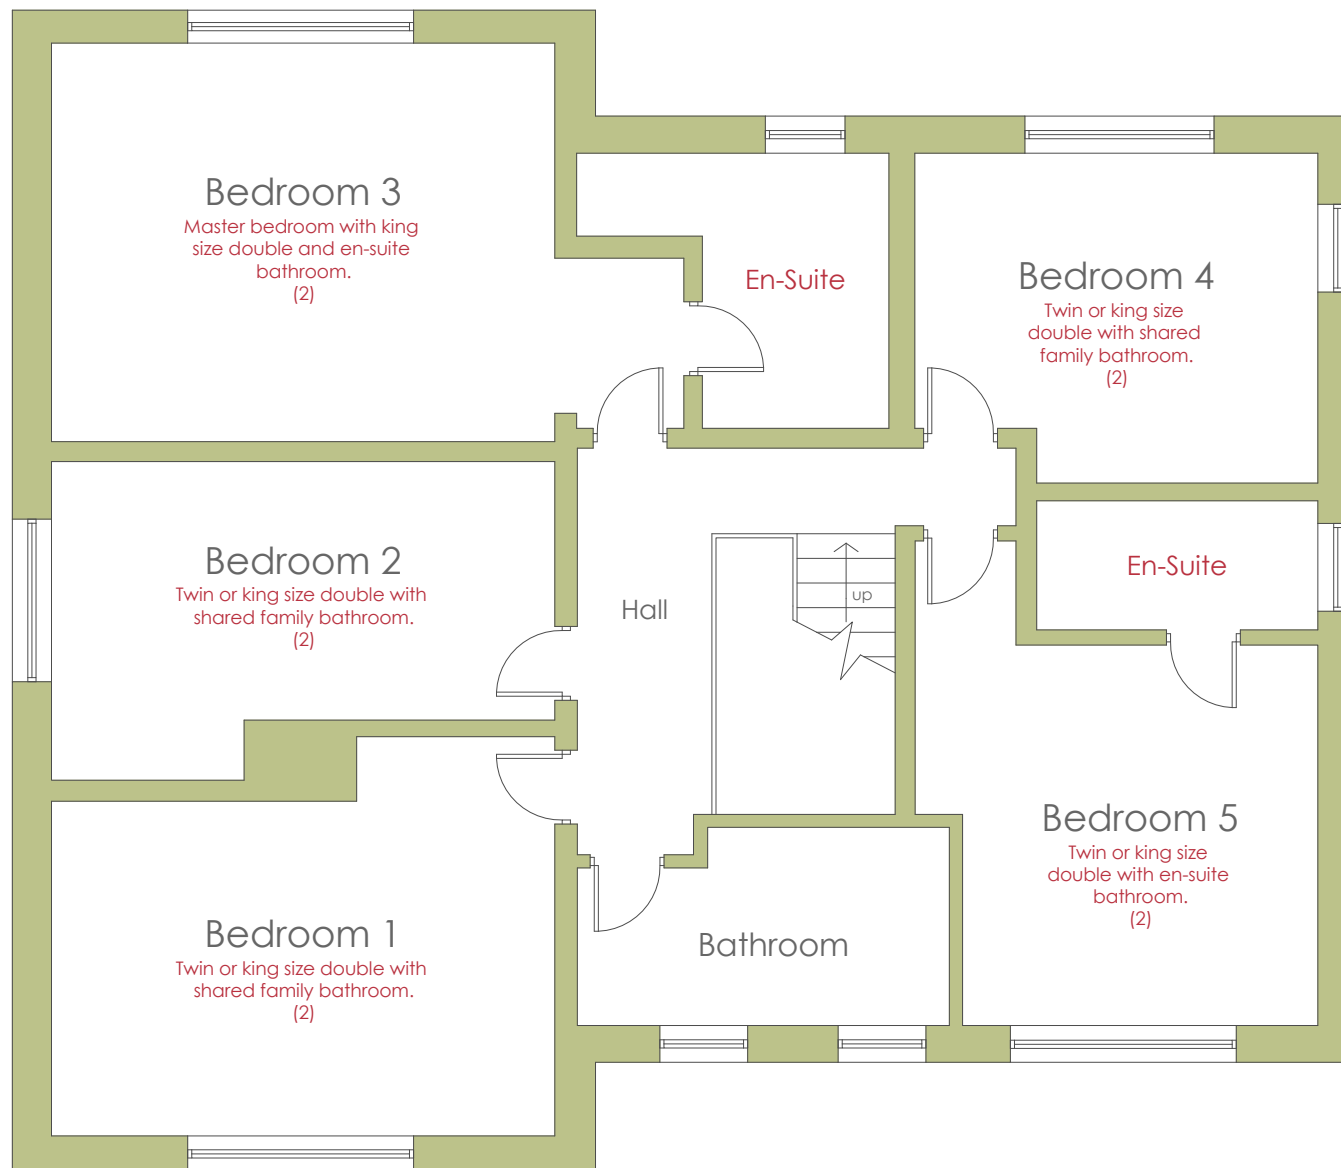 Bedroom 3
Master bedroom with king
size double and en-suite
bathroom.
(2)
En-Suite
Bedroom 4
Twin or king size
double with shared
family bathroom.
(2)
Bedroom 2
Twin or king size double with
shared family bathroom.
(2)
Hall
up
En-Suite
Bedroom 1
Twin or king size double with
shared family bathroom.
(2)
Bathroom
Bedroom 5
Twin or king size
double with en-suite
bathroom.
(2)